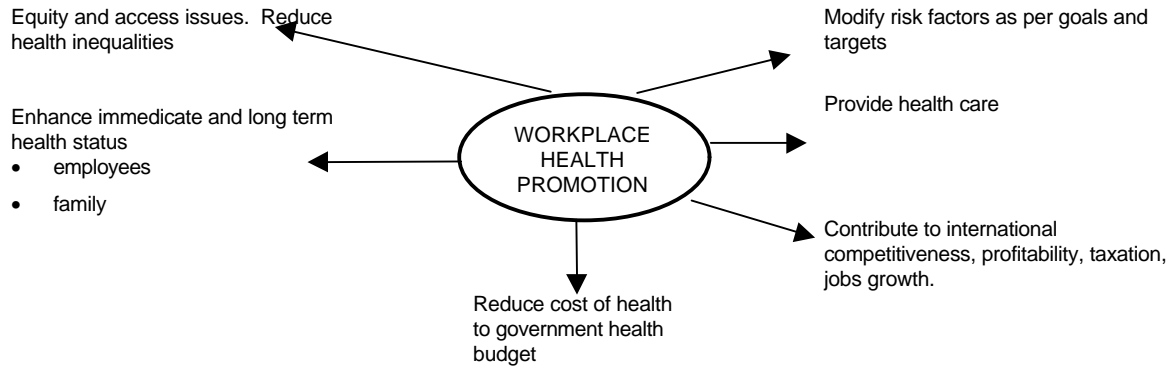 Equity and access issues.  Reduce
health inequalities
Enhance immedicate and long term
health status
• employees
• family
WORKPLACE
HEALTH
PROMOTION
Reduce cost of health
to government health
budget
Modify risk factors as per goals and
targets
Provide health care
Contribute to international
competitiveness, profitability, taxation,
jobs growth.